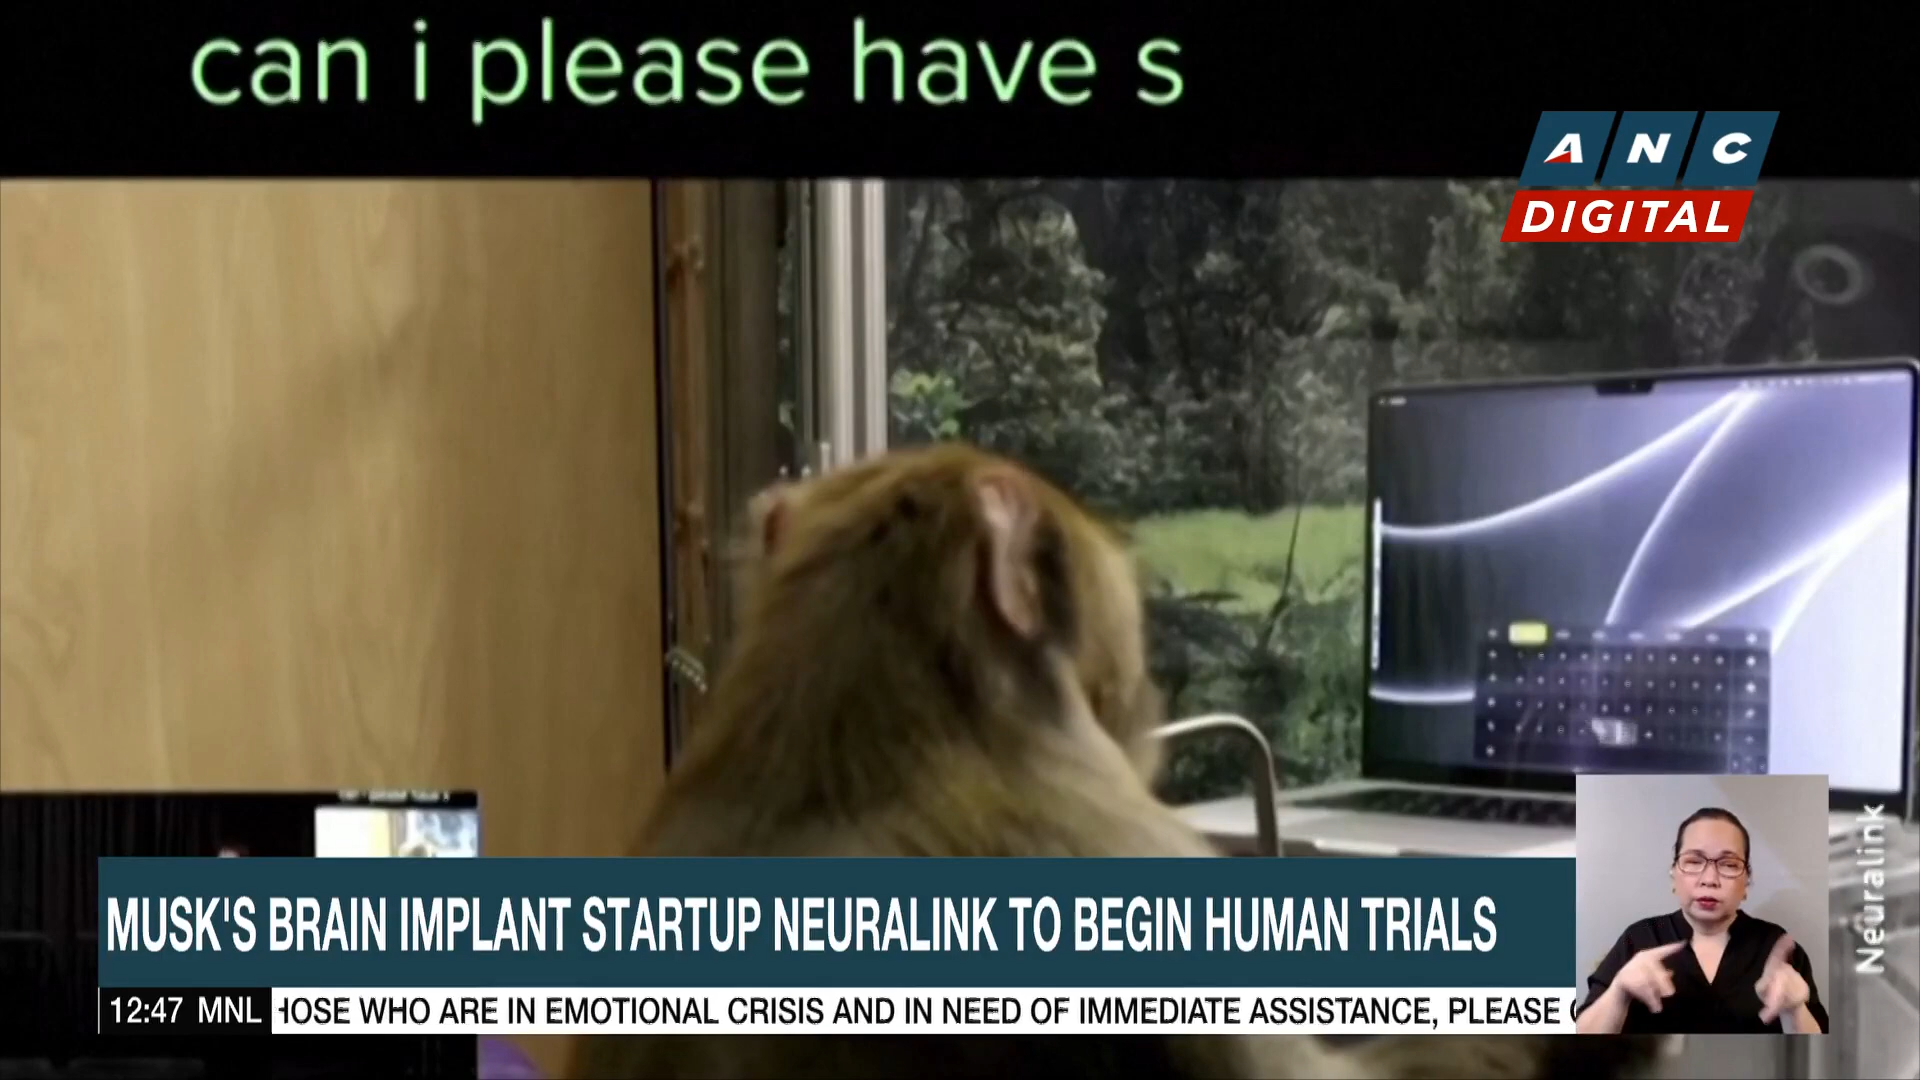 can i please have s
ANC
DIGITAL
Neuralink
MUSK'S BRAIN IMPLANT STARTUP NEURALINK TO BEGIN HUMAN TRIALS
12:47 MNL
WHO ARE IN EMOTIONAL CRISIS AND IN NEED OF IMMEDIATE ASSISTANCE, PLEASE